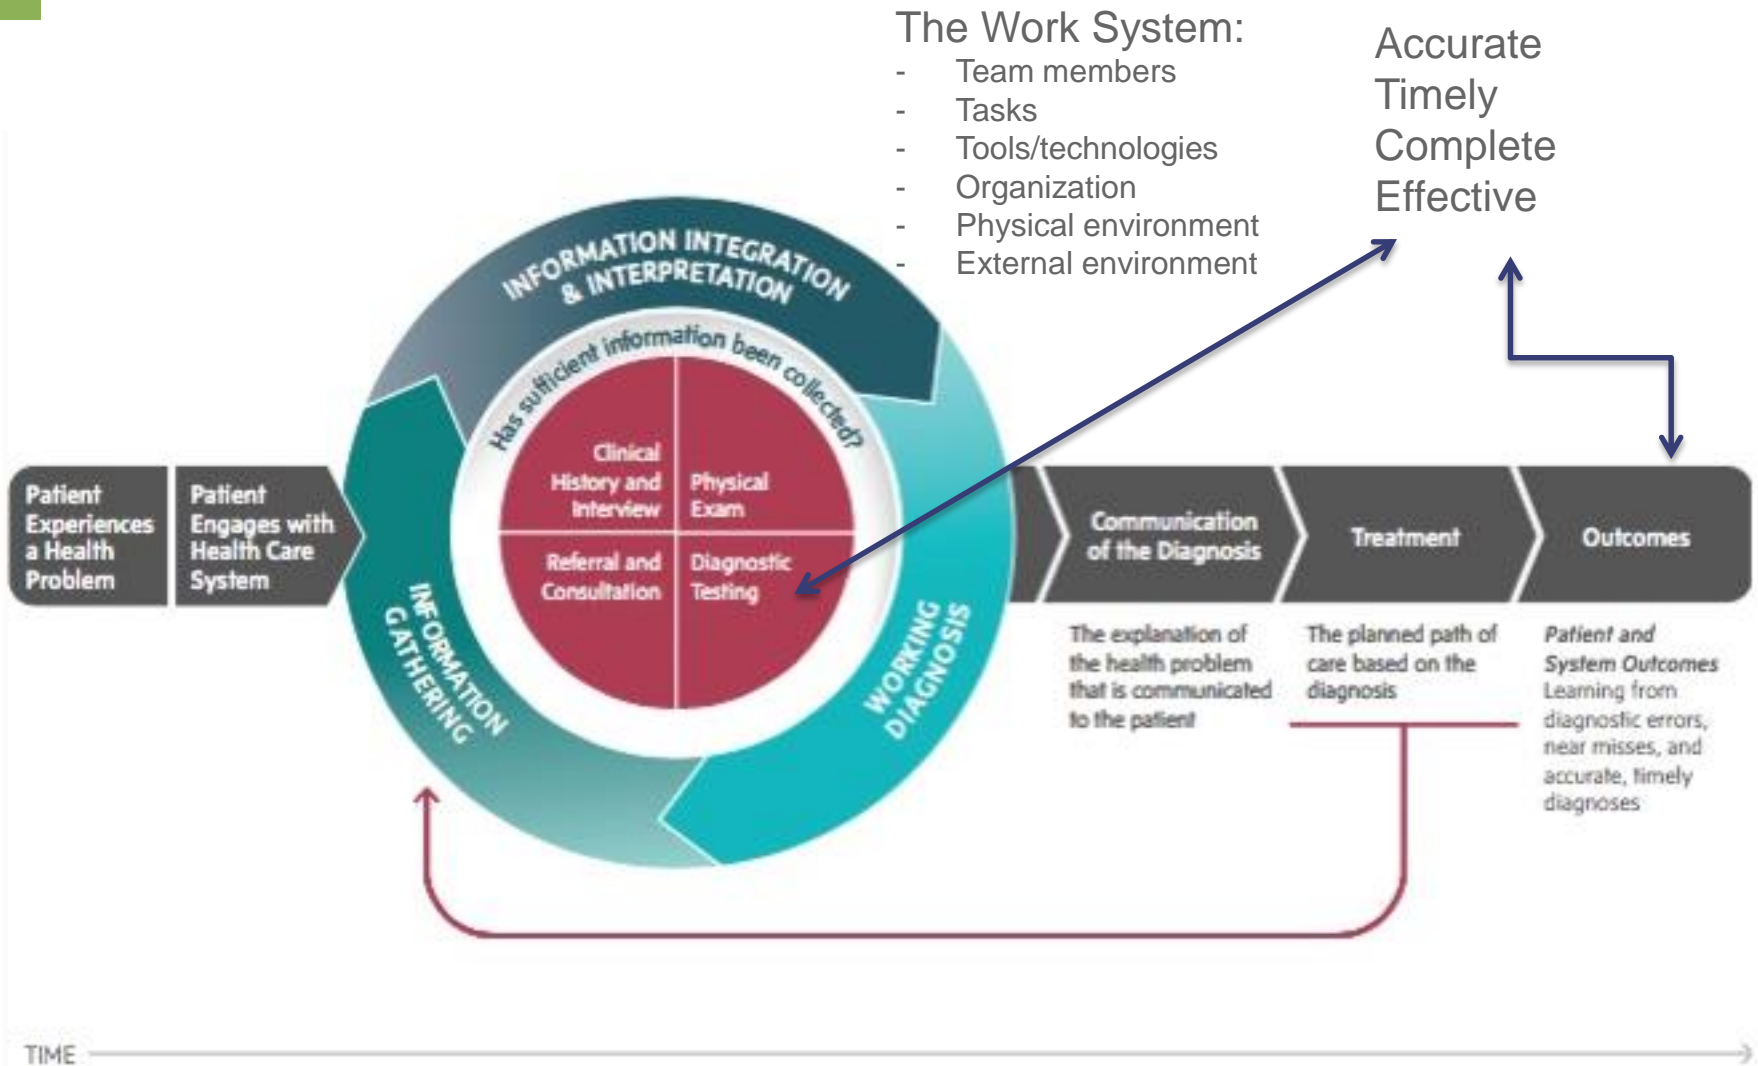 The Work System:
- Team members
- Tasks
- Tools/technologies
- Organization
- Physical environment
- External environment
Accurate
Timely
Complete
Effective
INFORMATION INTEGRATION
& INTERPRETATION
Has sufficient information been collected?
Clinical
History and
Interview
Physical
Exam
Referral and
Consultation
Diagnostic
Testing
INFORMATION
GATHERING
WORKING
DIAGNOSIS
Patient
Experiences
a Health
Problem
Patient
Engages with
Health Care
System
Communication
of the Diagnosis
Treatment
Outcomes
The explanation of
the health problem
that is communicated
to the patient
The planned path of
care based on the
diagnosis
Patient and
System Outcomes
Learning from
diagnostic errors,
near misses, and
accurate, timely
diagnoses
TIME